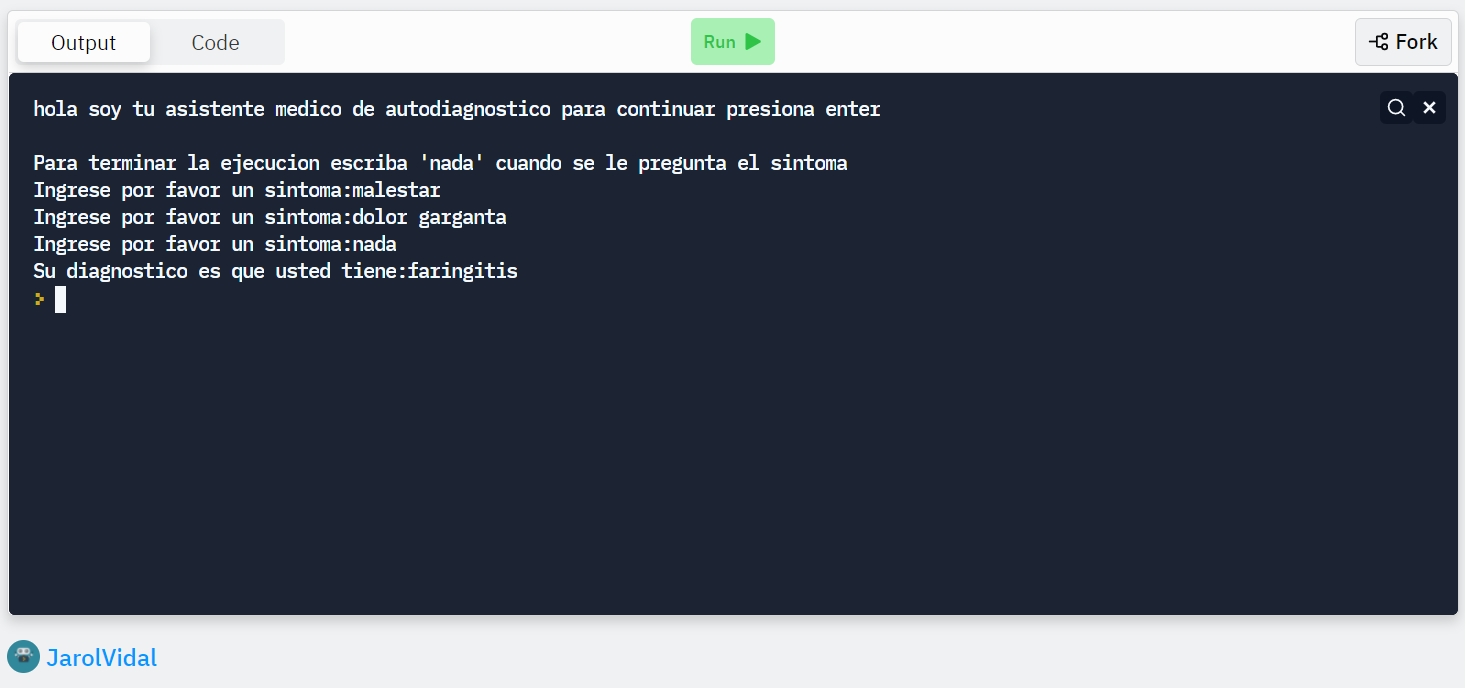 Output
Code
Run
Fork
hola soy tu asistente medico de autodiagnostico para continuar presiona enter
Para terminar la ejecucion escriba 'nada' cuando se le pregunta el sintoma
Ingrese por favor un sintoma:malestar
Ingrese por favor un sintoma:dolor garganta
Ingrese por favor un sintoma:nada
Su diagnostico es que usted tiene:faringitis
>
JarolVidal